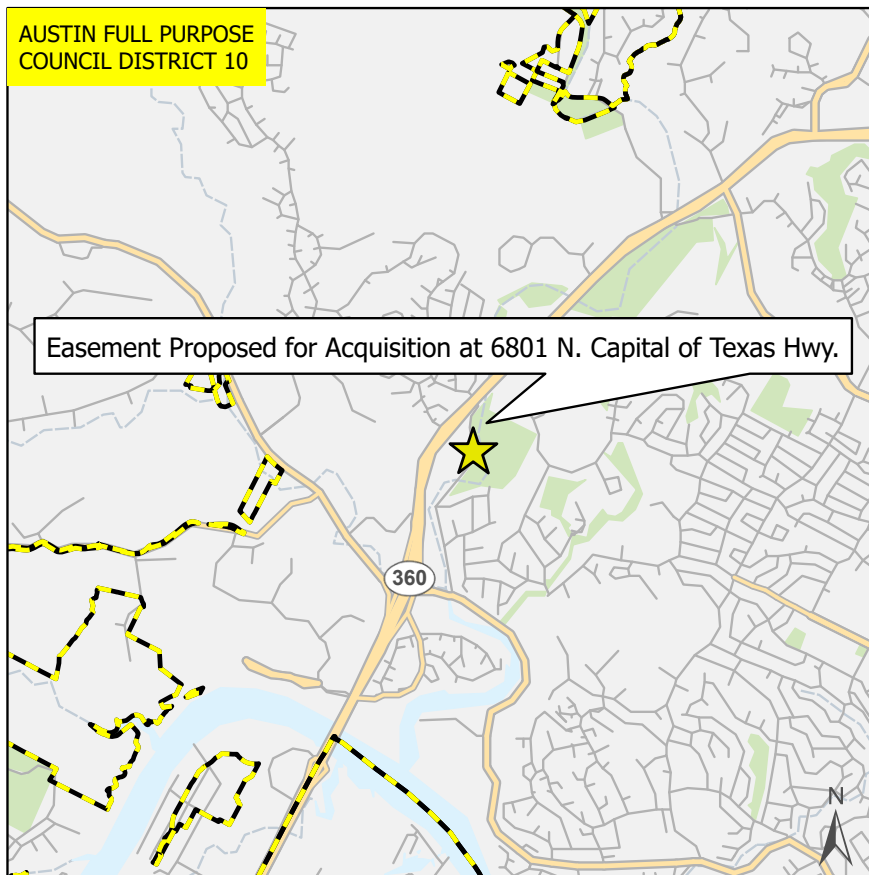 AUSTIN FULL PURPOSE
COUNCIL DISTRICT 10
Easement Proposed for Acquisition at 6801 N. Capital of Texas Hwy.
360
N